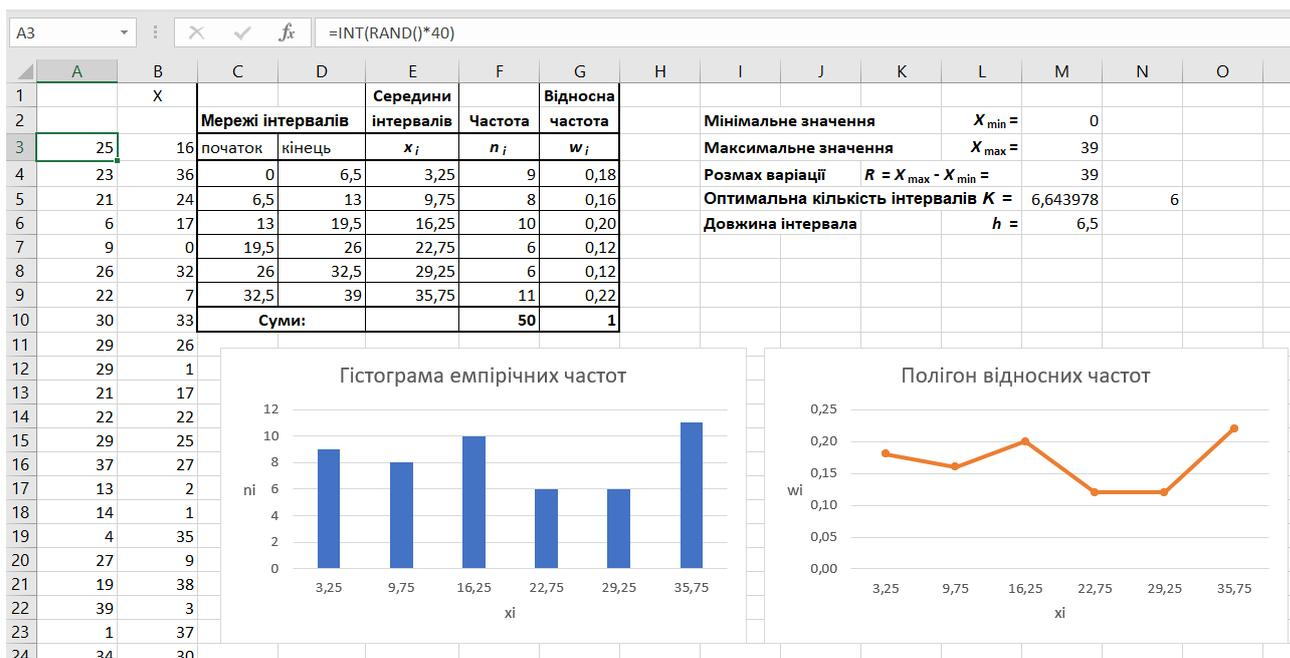 A3 fx =INT(RAND()*40)
A B C D E F G H I J K L M N O
1 X Середини Відносна
2 Мережі інтервалів інтервалів Частота частота Мінімальне значення X min = 0
3 25 16 початок кінець x i n i w i Максимальне значення X max = 39
4 23 36 0 6,5 3,25 9 0,18 Розмах варіації R = X max - X min = 39
5 21 24 6,5 13 9,75 8 0,16 Оптимальна кількість інтервалів K = 6,643978 6
6 6 17 13 19,5 16,25 10 0,20 Довжина інтервала h = 6,5
7 9 0 19,5 26 22,75 6 0,12
8 26 32 26 32,5 29,25 6 0,12
9 22 7 32,5 39 35,75 11 0,22
10 30 33 Суми: 50 1
11 29 26
12 29 1
13 21 17
14 22 22
15 29 25
16 37 27
17 13 2
18 14 1
19 4 35
20 27 9
21 19 38
22 39 3
23 1 37
24 34 30
Гістограма емпірічних частот
12
10
8
6
4
2
0
ni
3,25 9,75 16,25 22,75 29,25 35,75
xi
Полігон відносних частот
0,25
0,20
0,15
0,10
0,05
0,00
wi
3,25 9,75 16,25 22,75 29,25 35,75
xi